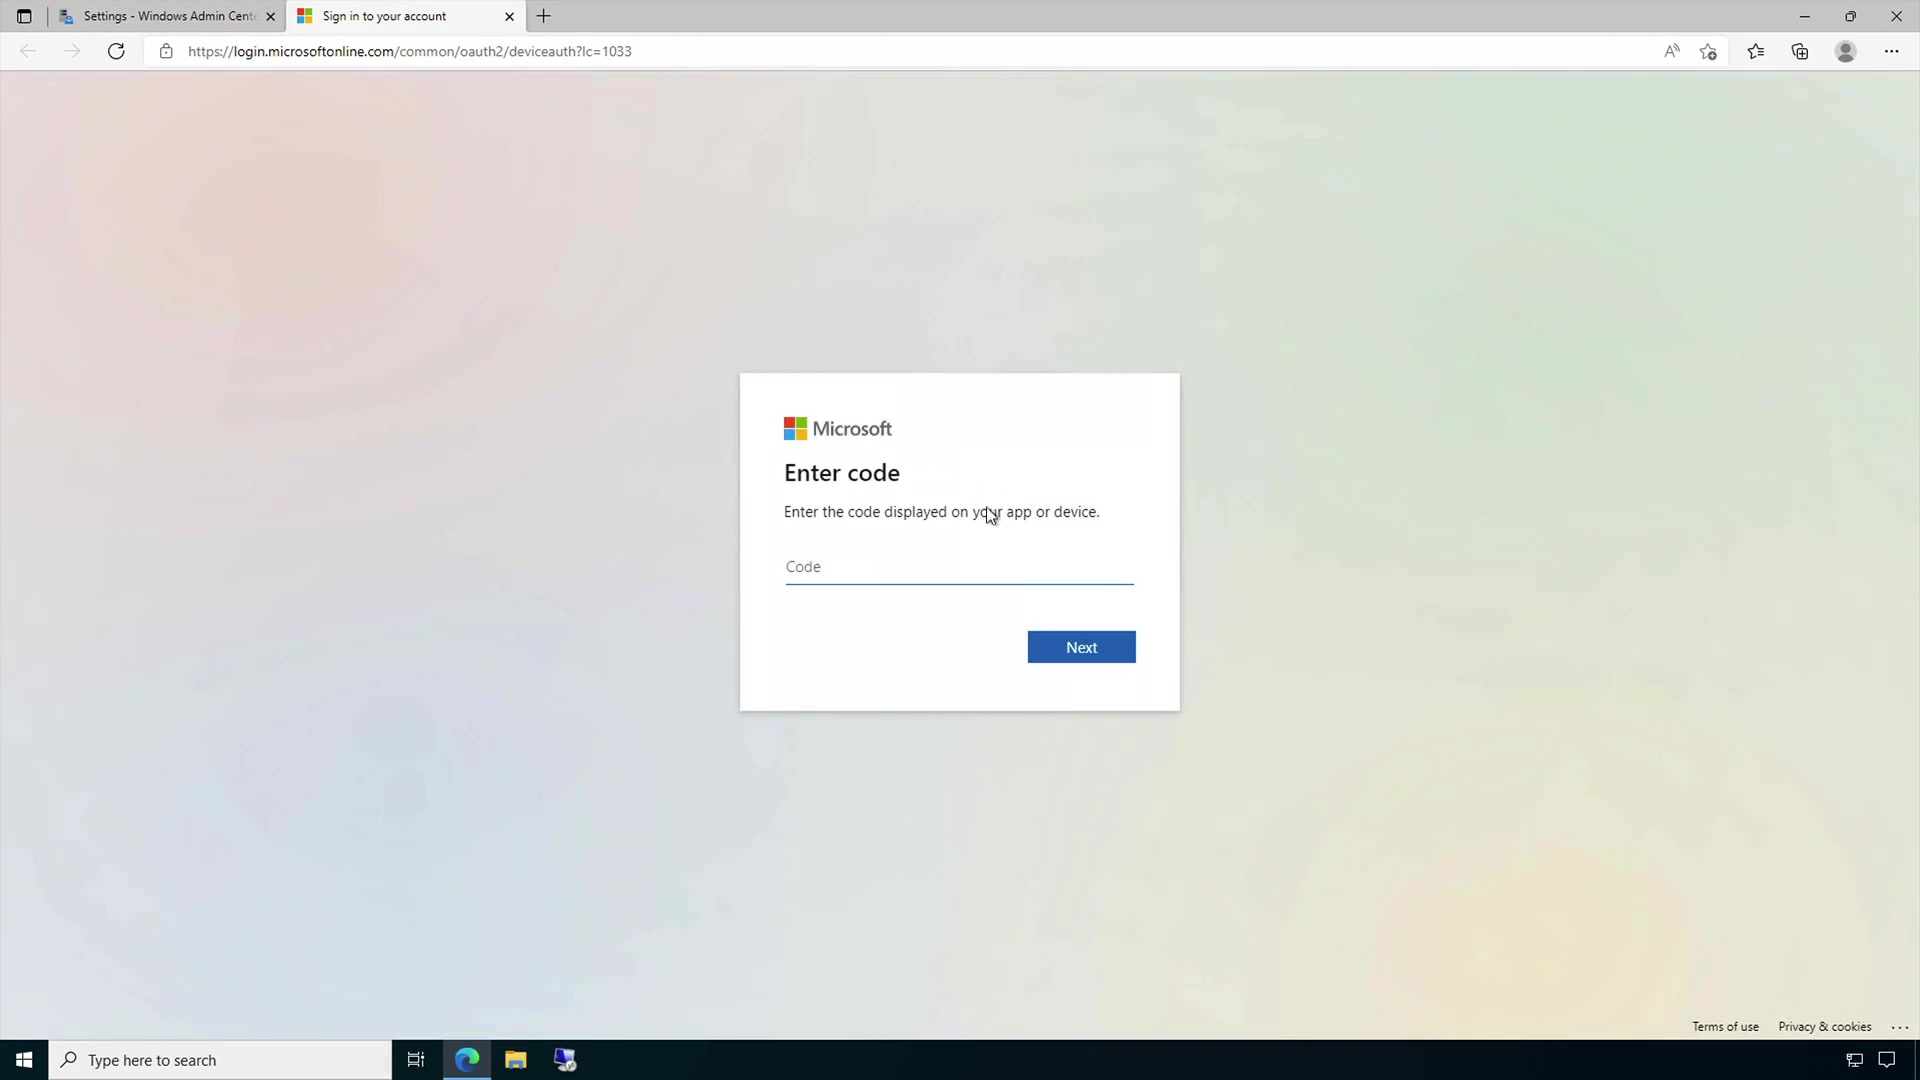 Settings - Windows Admin Cent
Sign in to your account
https://login.microsoftonline.com/common/oauth2/deviceauth?lc=1033
Microsoft
Enter code
Enter the code displayed on your app or device.
Code
Next
Terms of use
Privacy & cookies
Type here to search